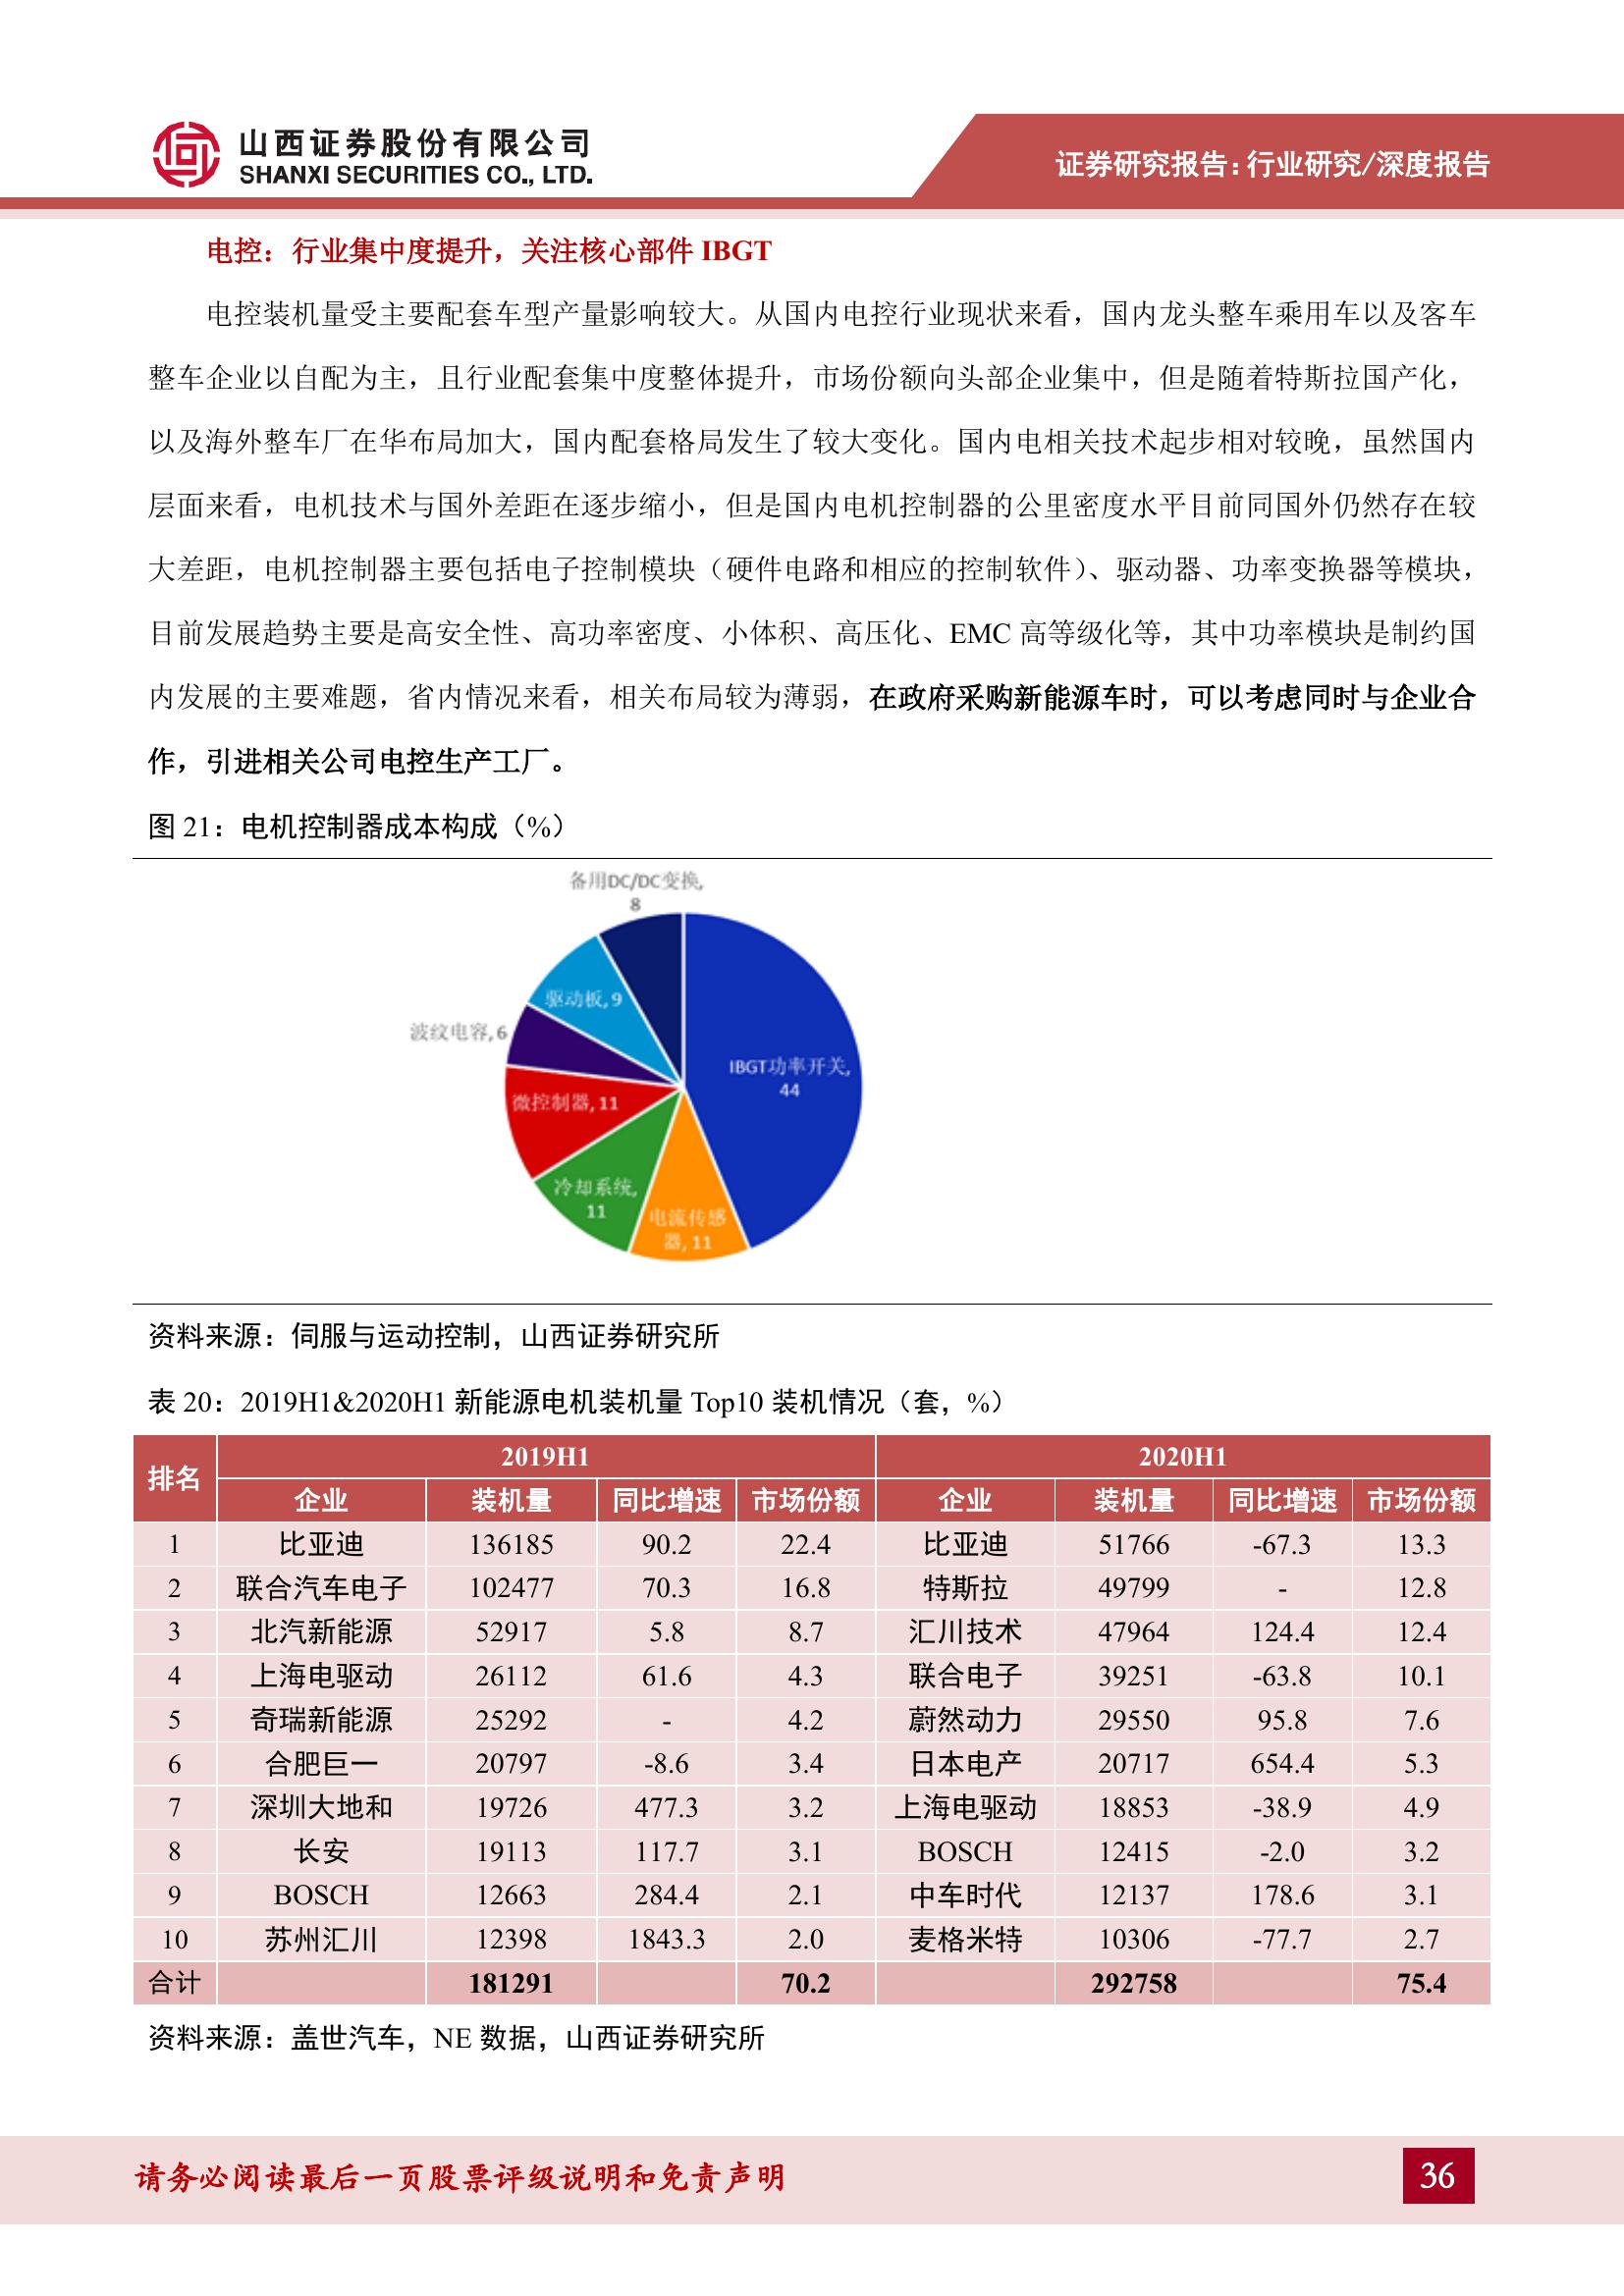 山西证券股份有限公司
SHANXI SECURITIES CO., LTD.
证券研究报告：行业研究/深度报告
电控：行业集中度提升，关注核心部件 IBGT
电控装机量受主要配套车型产量影响较大。从国内电控行业现状来看，国内龙头整车乘用车以及客车
整车企业以自配为主，且行业配套集中度整体提升，市场份额向头部企业集中，但是随着特斯拉国产化，
以及海外整车厂在华布局加大，国内配套格局发生了较大变化。国内电相关技术起步相对较晚，虽然国内
层面来看，电机技术与国外差距在逐步缩小，但是国内电机控制器的公里密度水平目前同国外仍然存在较
大差距，电机控制器主要包括电子控制模块（硬件电路和相应的控制软件）、驱动器、功率变换器等模块，
目前发展趋势主要是高安全性、高功率密度、小体积、高压化、EMC 高等级化等，其中功率模块是制约国
内发展的主要难题，省内情况来看，相关布局较为薄弱，在政府采购新能源车时，可以考虑同时与企业合
作，引进相关公司电控生产工厂。
图 21：电机控制器成本构成（%）
备用DC/DC变换,
8
驱动板, 9
波纹电容, 6
IBGT功率开关,
44
微控制器, 11
冷却系统,
11
电流传感
器, 11
资料来源：伺服与运动控制，山西证券研究所
表 20：2019H1&2020H1 新能源电机装机量 Top10 装机情况（套，%）
排名 2019H1 2020H1
企业 装机量 同比增速 市场份额 企业 装机量 同比增速 市场份额
1 比亚迪 136185 90.2 22.4 比亚迪 51766 -67.3 13.3
2 联合汽车电子 102477 70.3 16.8 特斯拉 49799 - 12.8
3 北汽新能源 52917 5.8 8.7 汇川技术 47964 124.4 12.4
4 上海电驱动 26112 61.6 4.3 联合电子 39251 -63.8 10.1
5 奇瑞新能源 25292 - 4.2 蔚然动力 29550 95.8 7.6
6 合肥巨一 20797 -8.6 3.4 日本电产 20717 654.4 5.3
7 深圳大地和 19726 477.3 3.2 上海电驱动 18853 -38.9 4.9
8 长安 19113 117.7 3.1 BOSCH 12415 -2.0 3.2
9 BOSCH 12663 284.4 2.1 中车时代 12137 178.6 3.1
10 苏州汇川 12398 1843.3 2.0 麦格米特 10306 -77.7 2.7
合计 181291 70.2 292758 75.4
资料来源：盖世汽车，NE 数据，山西证券研究所
请务必阅读最后一页股票评级说明和免责声明
36